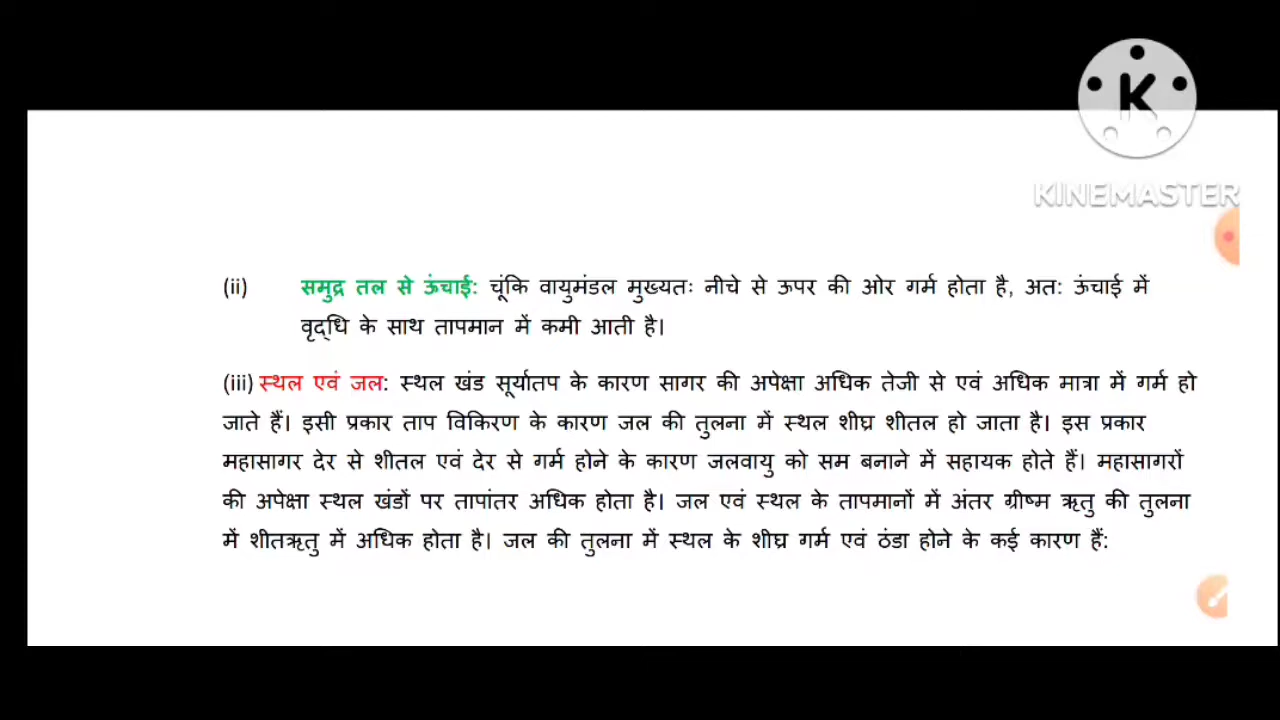 K
KINEMASTER
(ii) समुद्र तल से ऊंचाई: चूंकि वायुमंडल मुख्यतः नीचे से ऊपर की ओर गर्म होता है, अत: ऊंचाई में
वृद्धि के साथ तापमान में कमी आती है।
(iii) स्थल एवं जल: स्थल खंड सूर्यातप के कारण सागर की अपेक्षा अधिक तेजी से एवं अधिक मात्रा में गर्म हो
जाते हैं। इसी प्रकार ताप विकिरण के कारण जल की तुलना में स्थल शीघ्र शीतल हो जाता है। इस प्रकार
महासागर देर से शीतल एवं देर से गर्म होने के कारण जलवायु को सम बनाने में सहायक होते हैं। महासागरों
की अपेक्षा स्थल खंडों पर तापांतर अधिक होता है। जल एवं स्थल के तापमानों में अंतर ग्रीष्म ऋतु की तुलना
में शीतऋतु में अधिक होता है। जल की तुलना में स्थल के शीघ्र गर्म एवं ठंडा होने के कई कारण हैं: